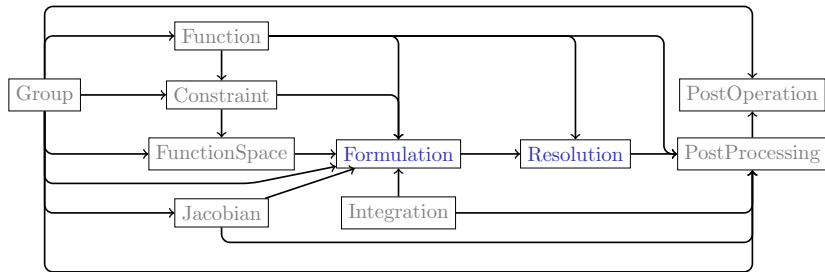 Function
Group
Constraint
PostOperation
FunctionSpace
Formulation
Resolution
PostProcessing
Jacobian
Integration